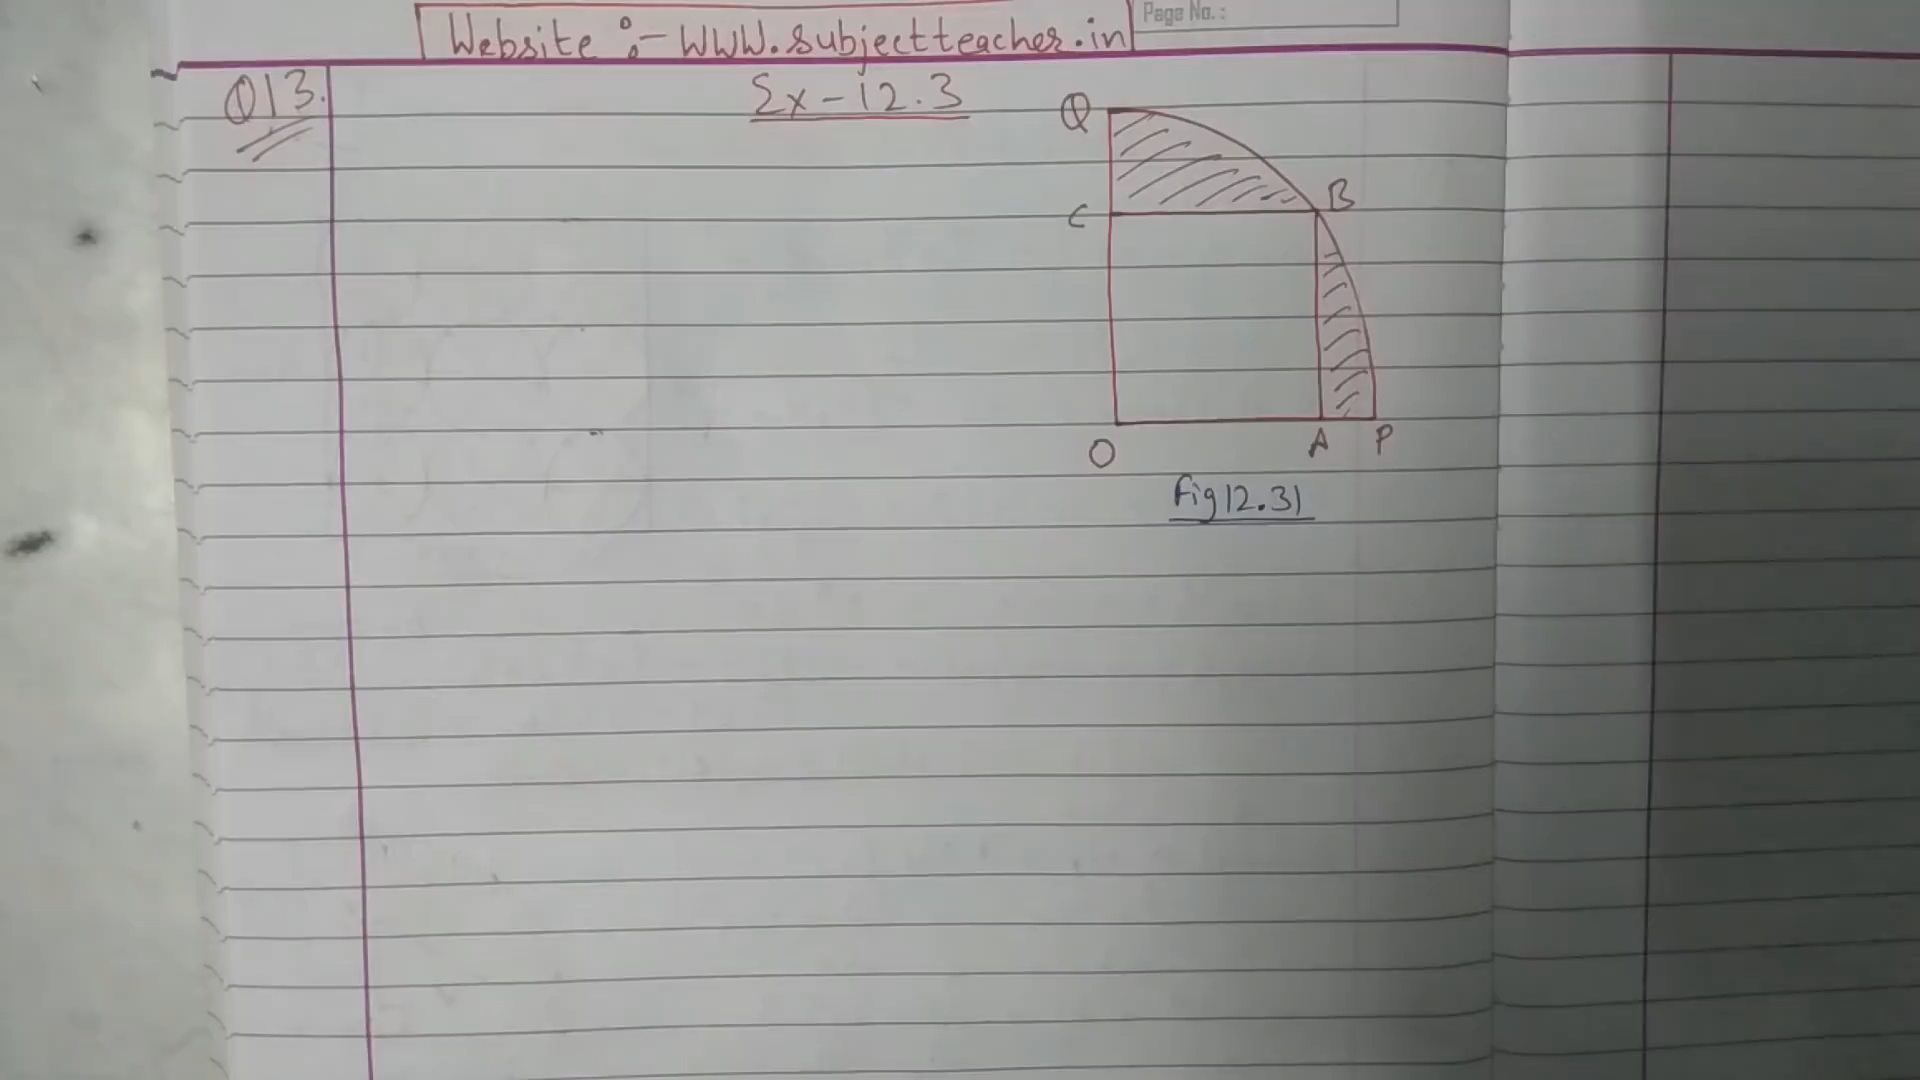 Page No. :
Website :- WWW.subjectteacher.in
Q13.
Ex-12.3
Q
B
C
O
A
P
Fig 12.31